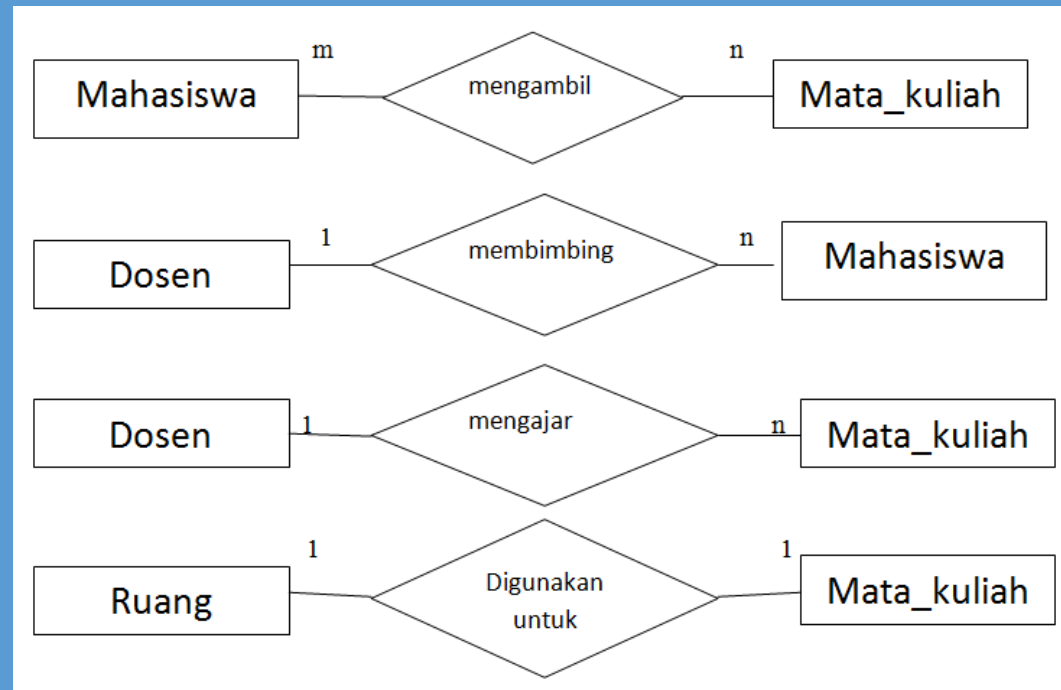 m
n
Mahasiswa
mengambil
Mata_kuliah
1
n
Dosen
membimbing
Mahasiswa
Dosen
1
mengajar
n
Mata_kuliah
1
1
Ruang
Digunakan
untuk
Mata_kuliah